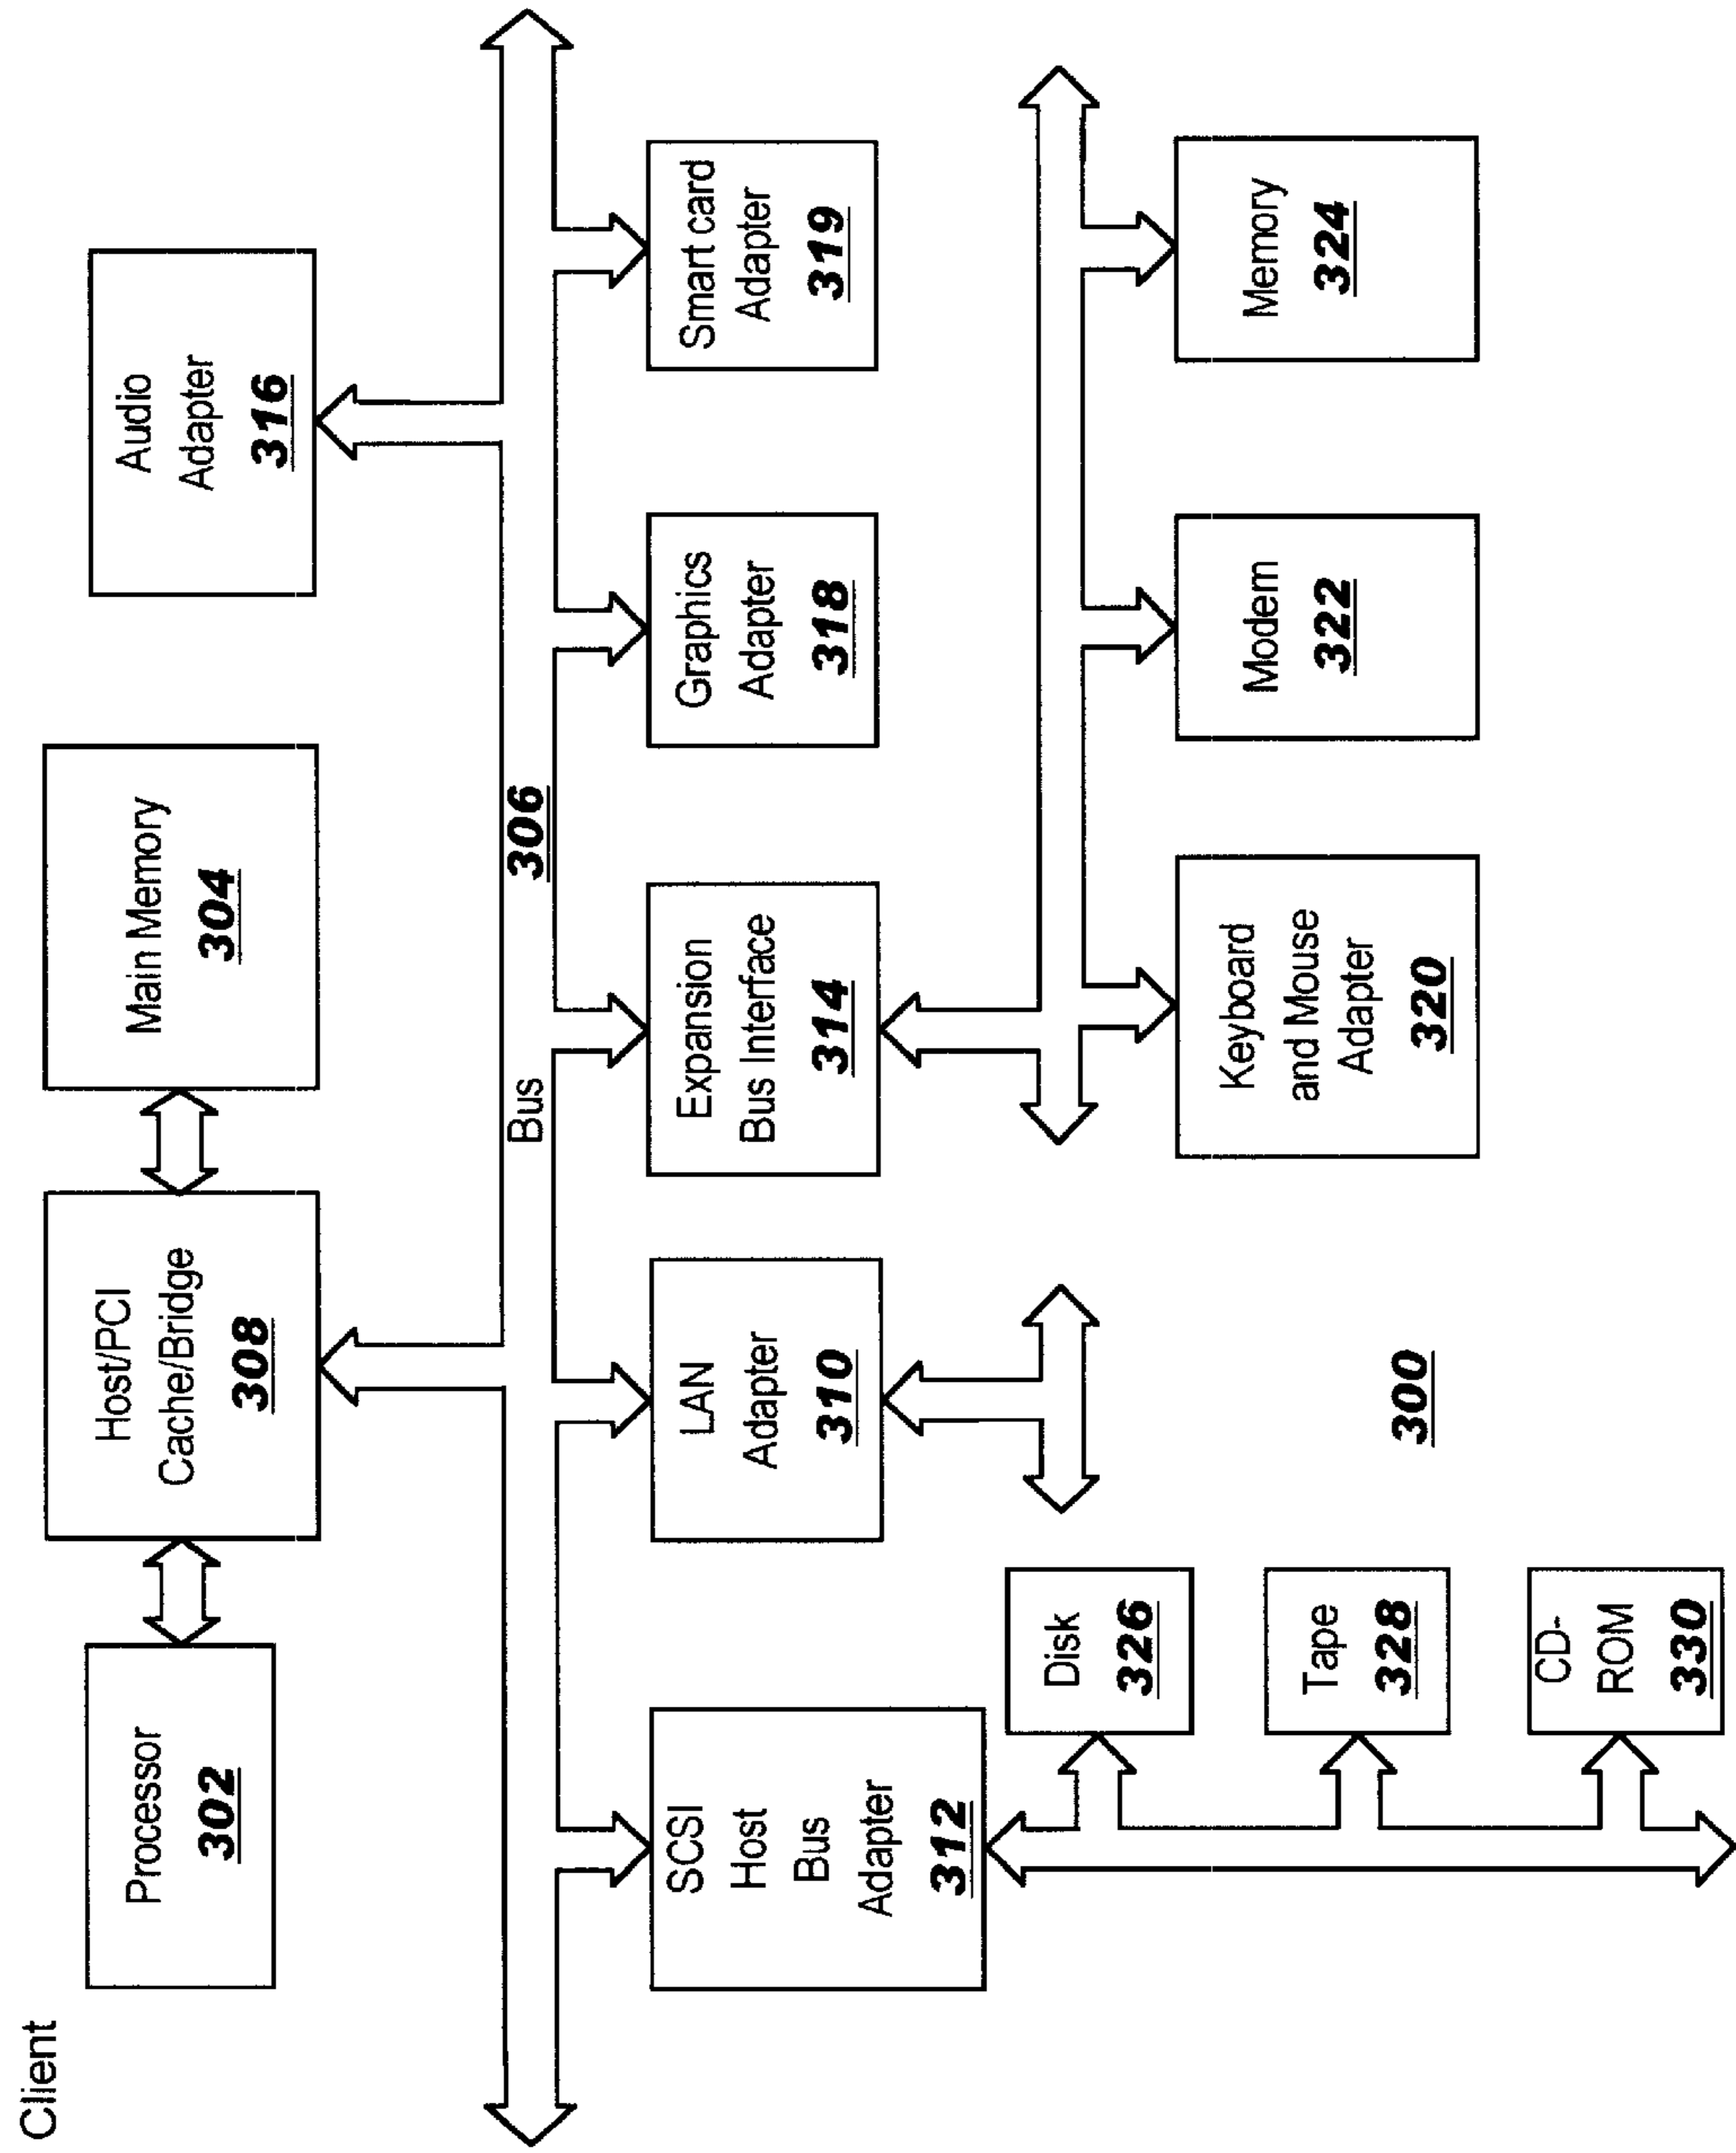 Client
Processor
302
Host/PCI
Cache/Bridge
308
Main Memory
304
Audio
Adapter
316
Bus
306
SCSI
Host
Bus
Adapter
312
LAN
Adapter
310
Expansion
Bus Interface
314
Graphics
Adapter
318
Smart card
Adapter
319
Disk
326
Tape
328
CD-
ROM
330
300
Keyboard
and Mouse
Adapter
320
Modem
322
Memory
324